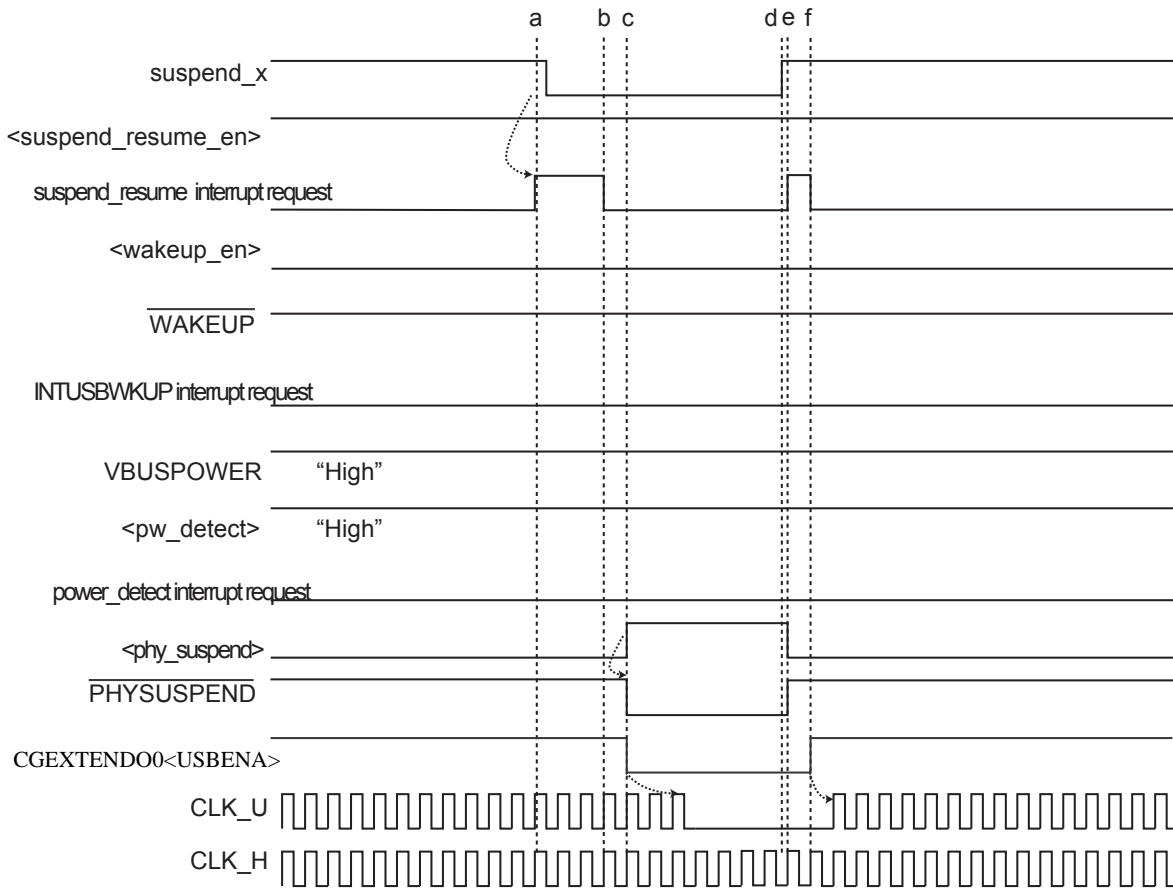 a b c d e f
suspend_x
<suspend_resume_en>
suspend_resume interrupt request
<wakeup_en>
WAKEUP
INTUSBWKUP interrupt request
VBUSPOWER “High”
<pw_detect> “High”
power_detect interrupt request
<phy_suspend>
PHYSUSPEND
CGEXTENDO0<USBENA>
CLK_U
CLK_H